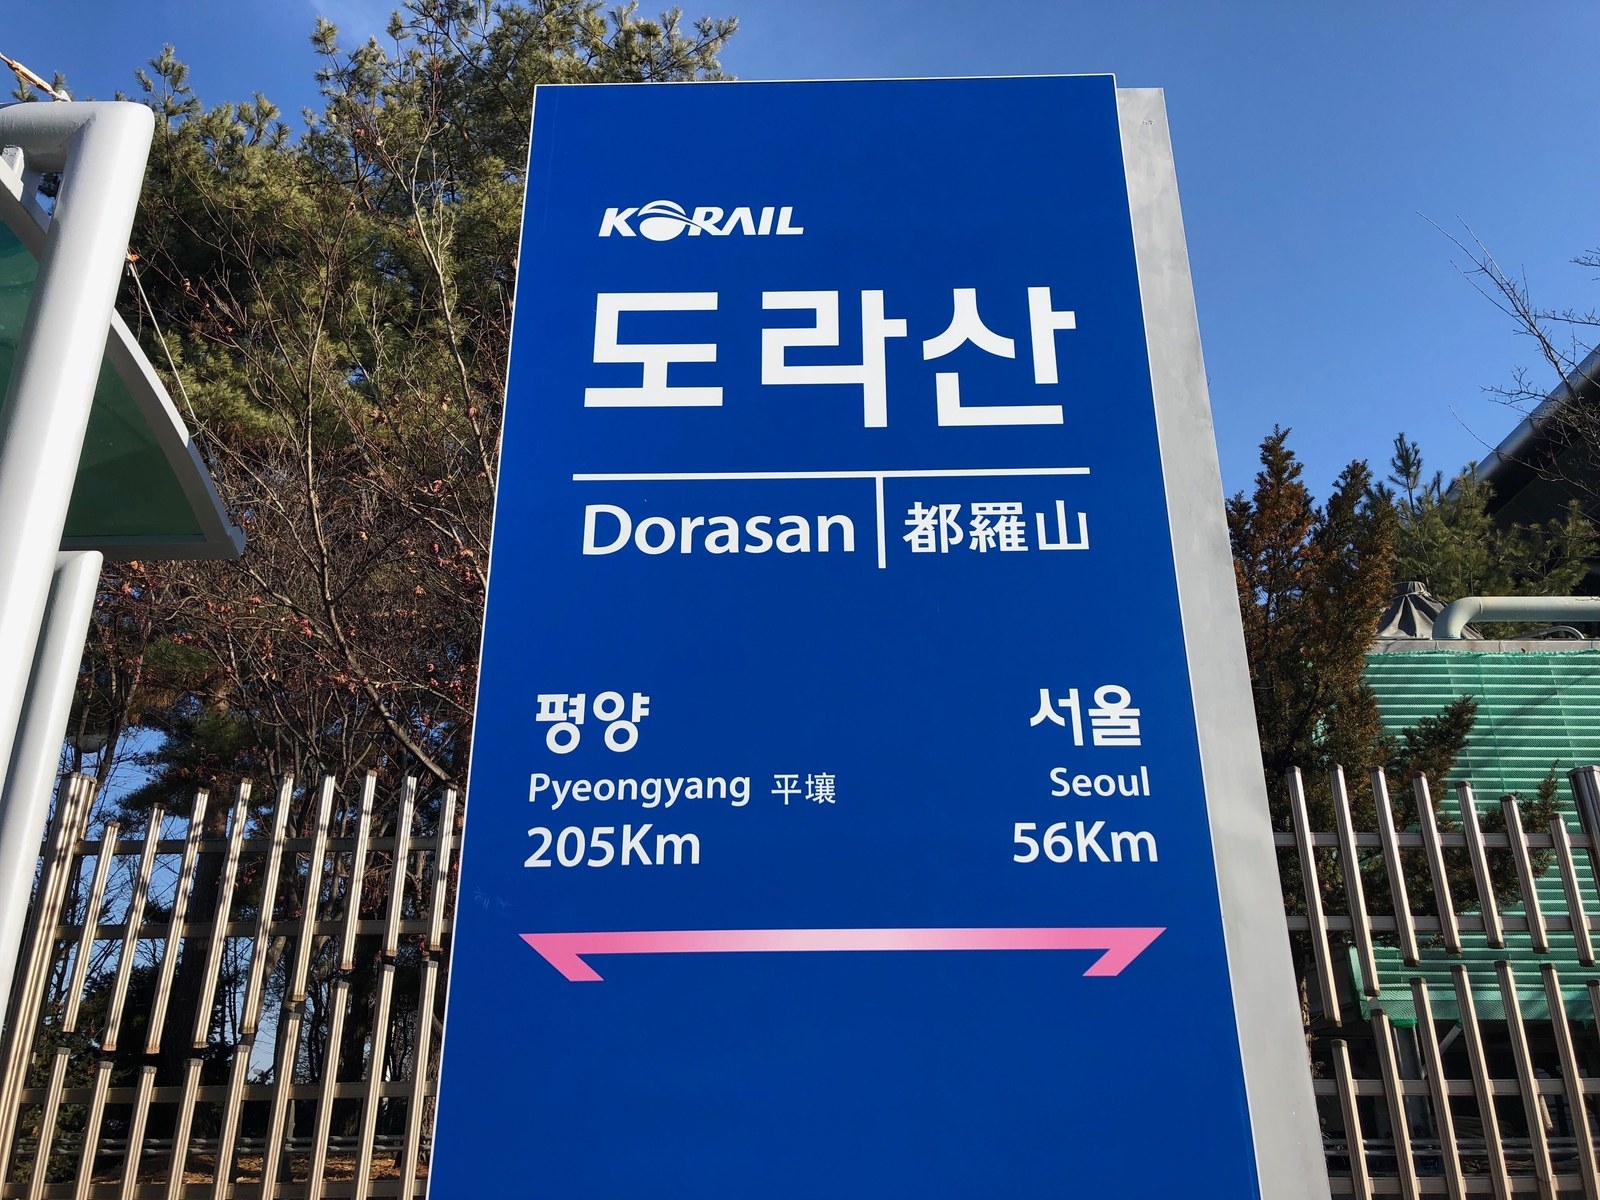 KORAIL
도라산
Dorasan 都羅山
평양 서울
Pyeongyang 平壤 Seoul
205Km 56Km